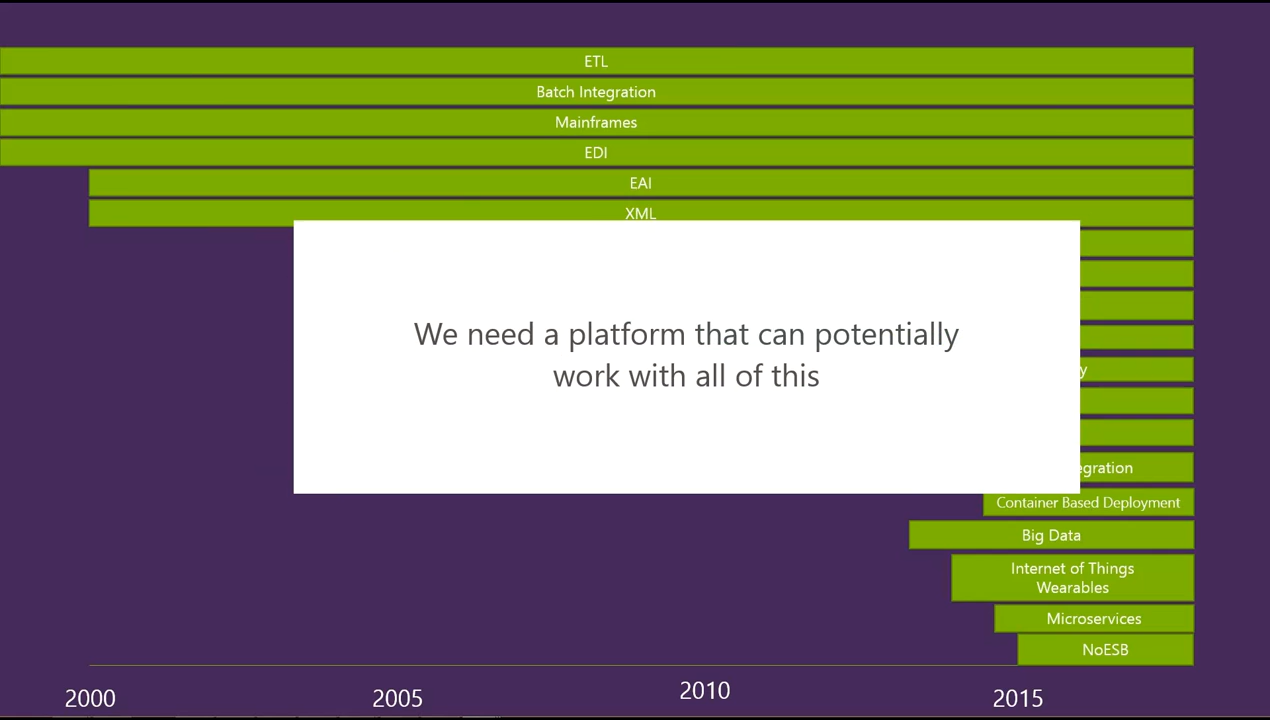 ETL
Batch Integration
Mainframes
EDI
EAI
XML
We need a platform that can potentially
work with all of this
Container Based Deployment
Big Data
Internet of Things
Wearables
Microservices
NoESB
2000
2005
2010
2015